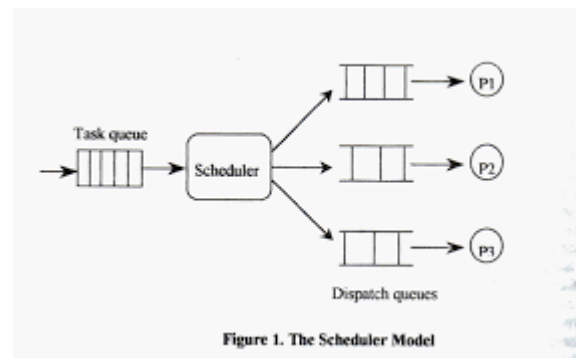 P1
Task queue
Scheduler
P2
P3
Dispatch queues
Figure 1. The Scheduler Model